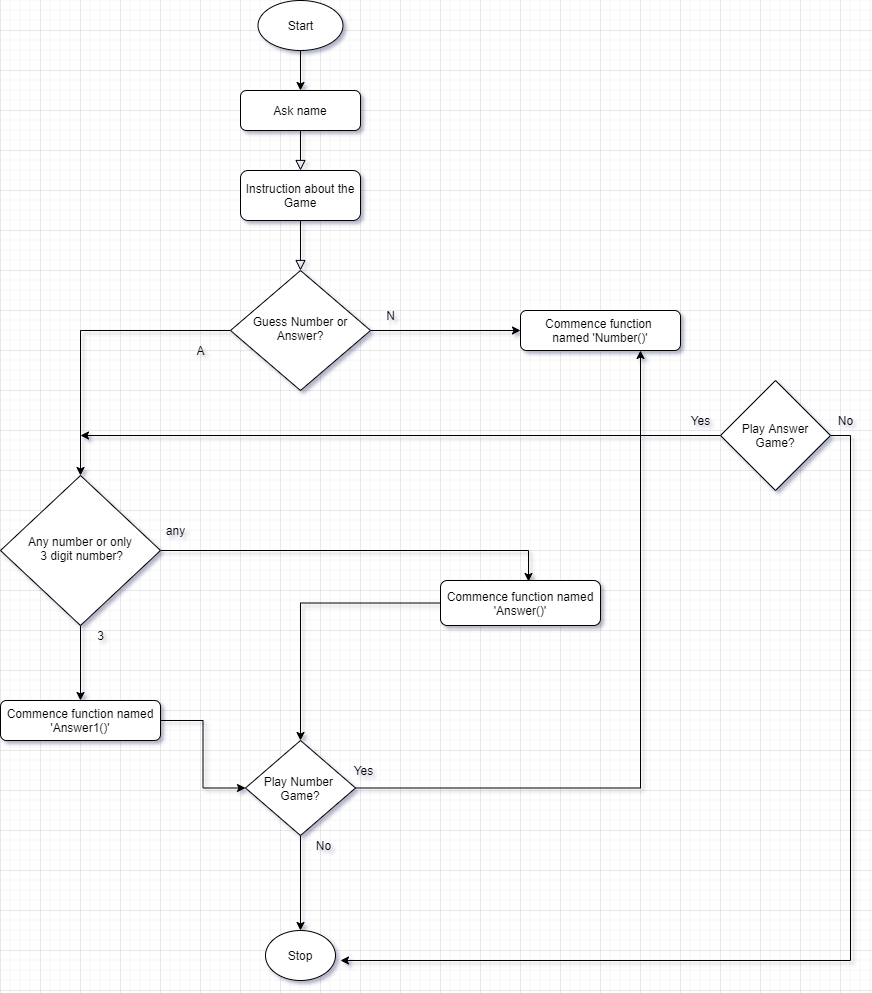 Start
Ask name
Instruction about the
Game
Guess Number or
Answer?
N
A
Commence function
named 'Number()'
Yes
Play Answer
Game?
No
Any number or only
3 digit number?
any
Commence function named
'Answer()'
3
Commence function named
'Answer1()'
Play Number
Game?
Yes
No
Stop